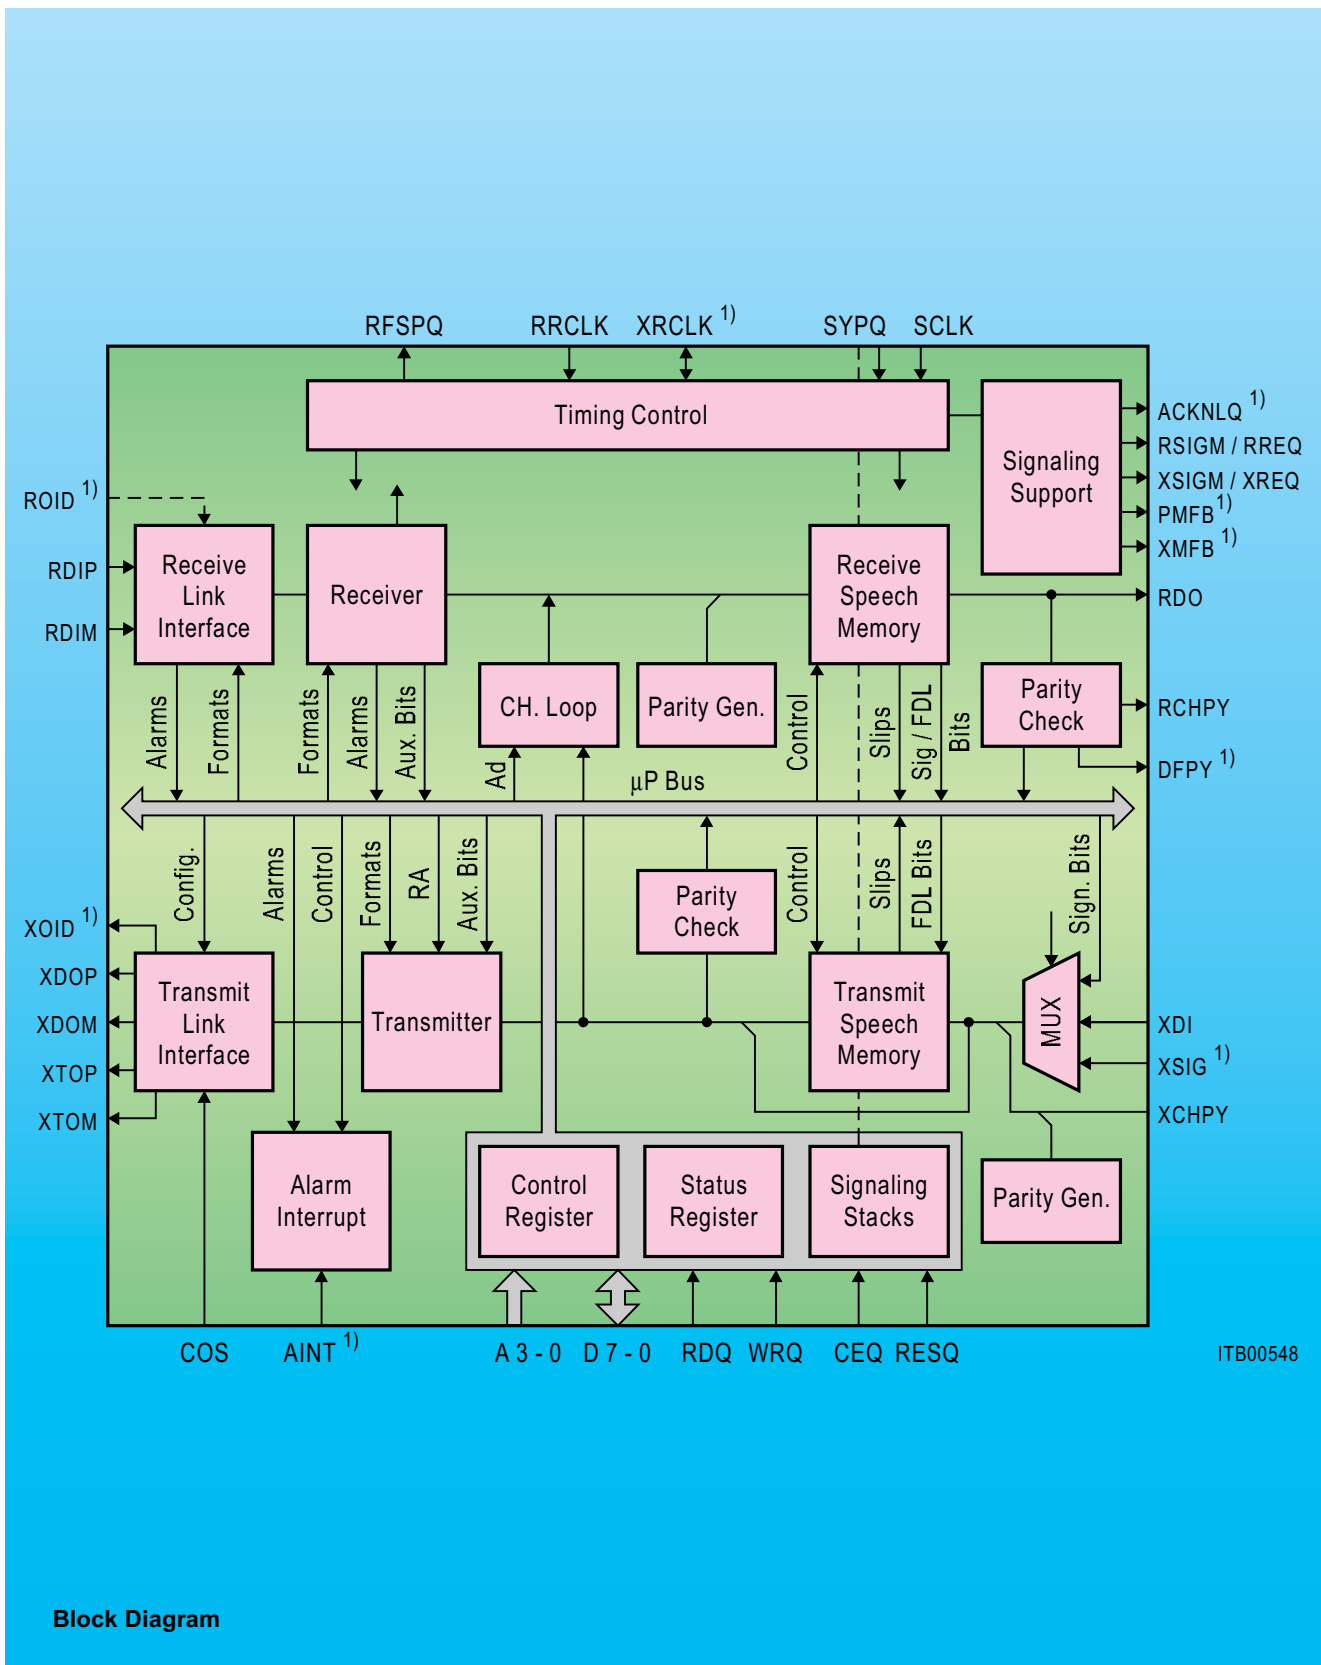 RFSPQ RRCLK XRCLK 1) SYPQ SCLK
Timing Control
Signaling
Support
ACKNLQ 1)
RSIGM / RREQ
XSIGM / XREQ
PMFB 1)
XMFB 1)
ROID 1)
RDIP
RDIM
Receive
Link
Interface
Receiver
Receive
Speech
Memory
RDO
CH. Loop
Parity Gen.
Parity
Check
RCHPY
DFPY 1)
Alarms
Formats
Formats
Alarms
Aux. Bits
Ad
Control
Slips
Sig / FDL
Bits
µP Bus
Config.
Alarms
Control
Formats
RA
Aux. Bits
Parity
Check
Control
Slips
FDL Bits
Sign. Bits
XOID 1)
XDOP
XDOM
XTOP
XTOM
Transmit
Link
Interface
Transmitter
Transmit
Speech
Memory
MUX
XDI
XSIG 1)
XCHPY
Alarm
Interrupt
Control
Register
Status
Register
Signaling
Stacks
Parity Gen.
COS AINT 1) A 3 - 0 D 7 - 0 RDQ WRQ CEQ RESQ
ITB00548
Block Diagram